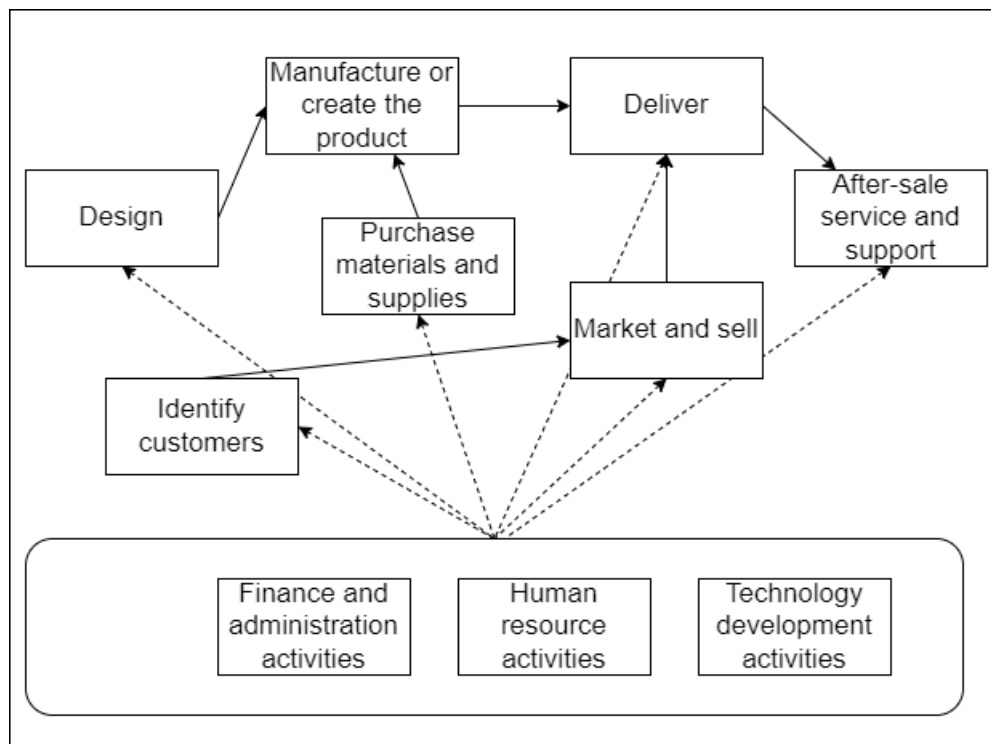 Manufacture or
create the
product
Deliver
Design
After-sale
service and
support
Purchase
materials and
supplies
Market and sell
Identify
customers
Finance and
administration
activities
Human
resource
activities
Technology
development
activities